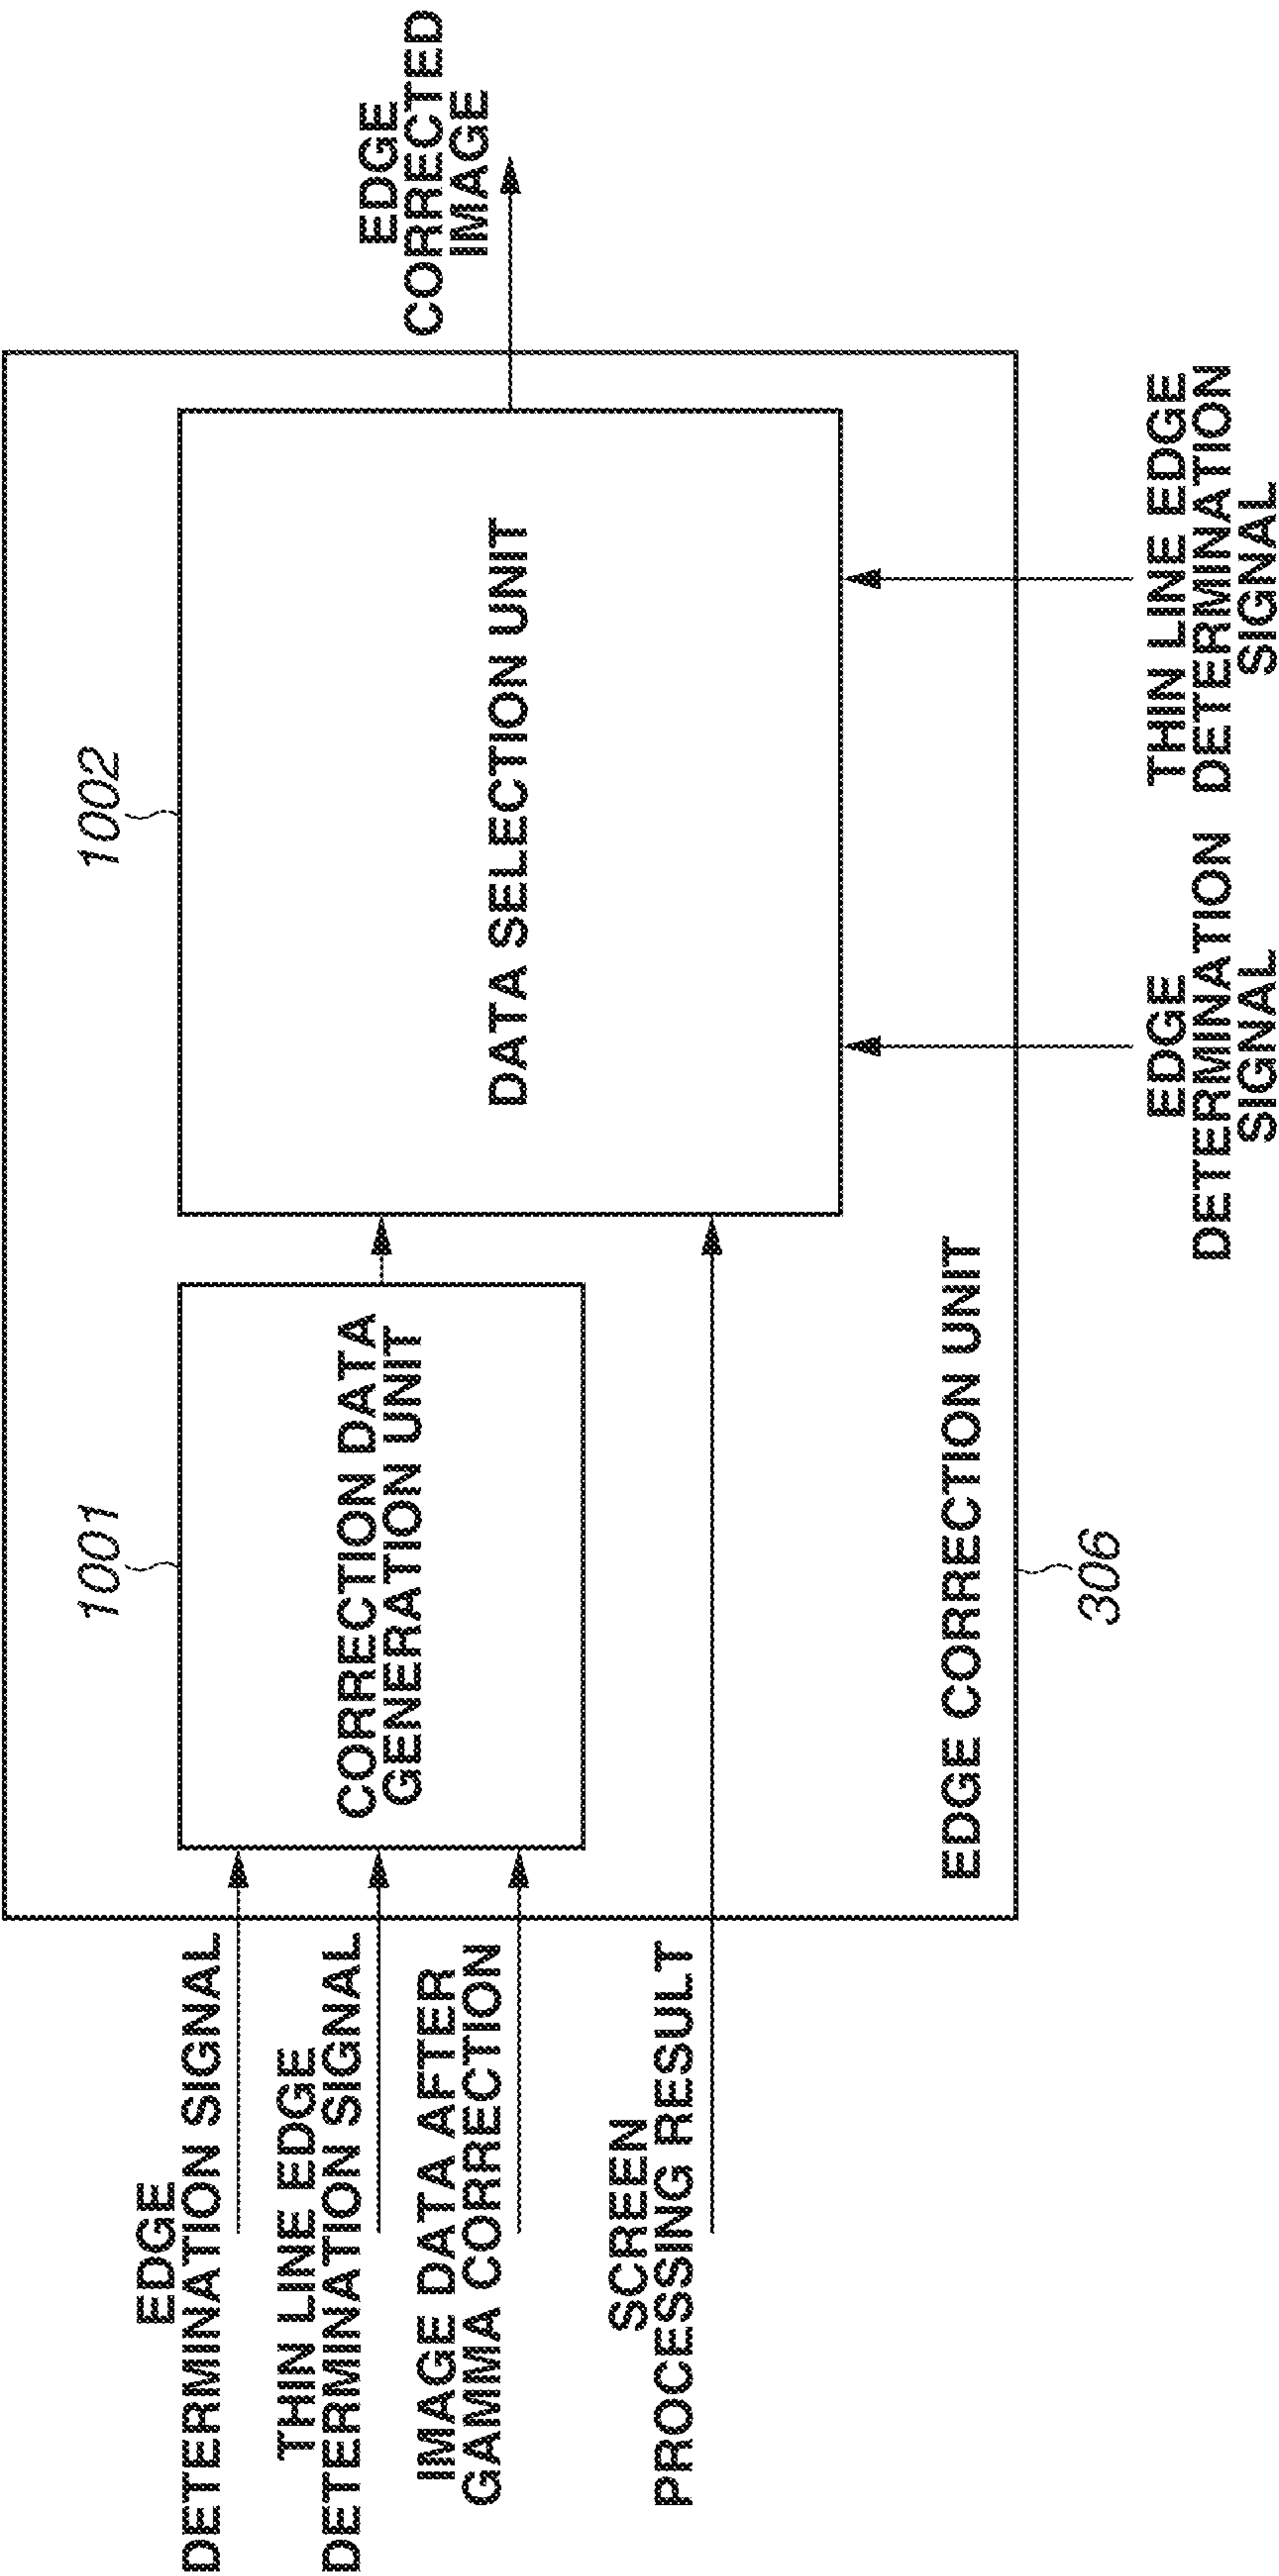 EDGE
DETERMINATION SIGNAL
THIN LINE EDGE
DETERMINATION SIGNAL
IMAGE DATA AFTER
GAMMA CORRECTION
SCREEN
PROCESSING RESULT
1001
CORRECTION DATA
GENERATION UNIT
1002
DATA SELECTION UNIT
EDGE
CORRECTED
IMAGE
EDGE CORRECTION UNIT
306
EDGE
DETERMINATION
SIGNAL
THIN LINE EDGE
DETERMINATION
SIGNAL